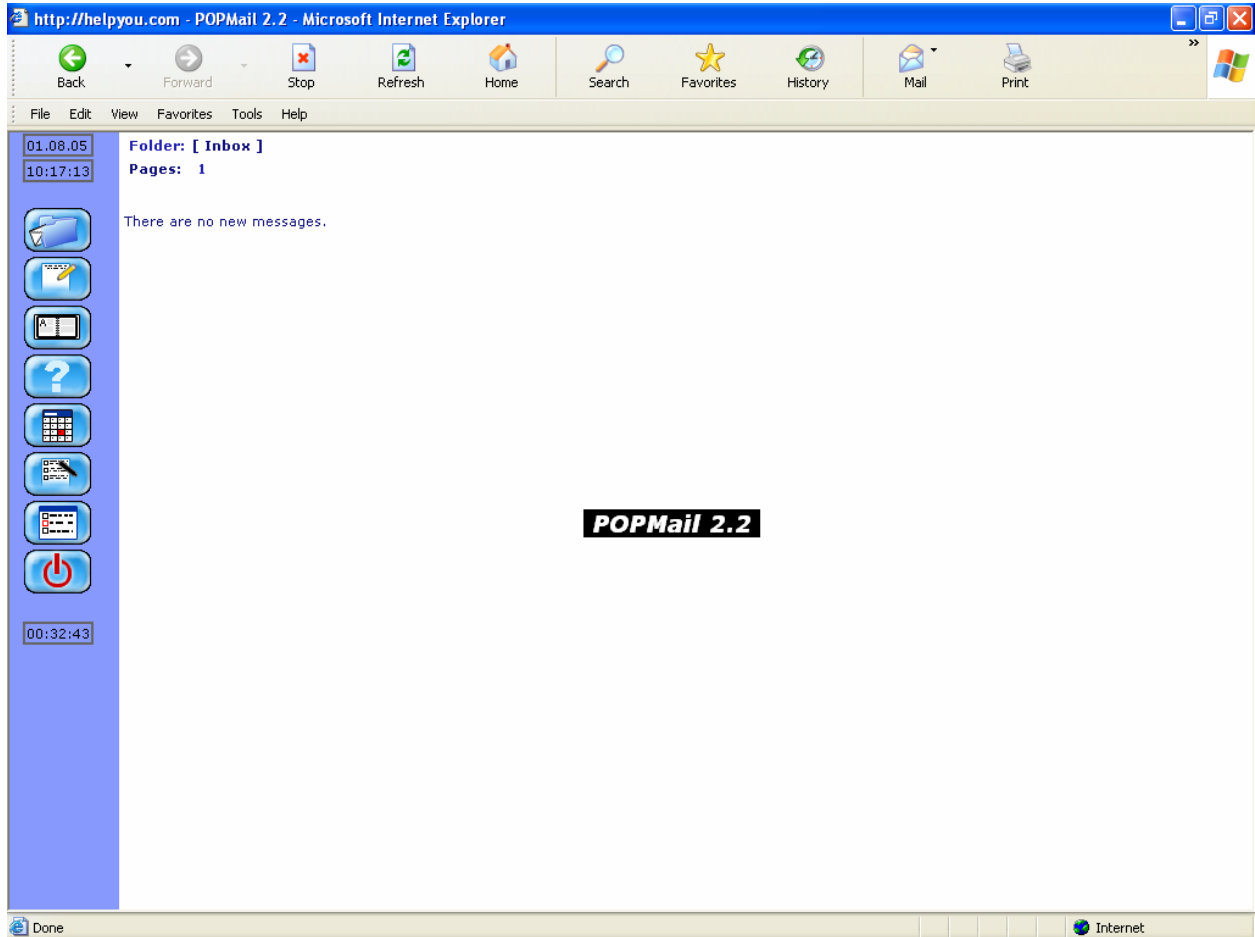 http://helpyou.com - POPMail 2.2 - Microsoft Internet Explorer
Back Forward Stop Refresh Home Search Favorites History Mail Print »
File Edit View Favorites Tools Help
01.08.05
Folder: [ Inbox ]
10:17:13
Pages: 1
There are no new messages.
A
?
POPMail 2.2
00:32:43
Done
Internet